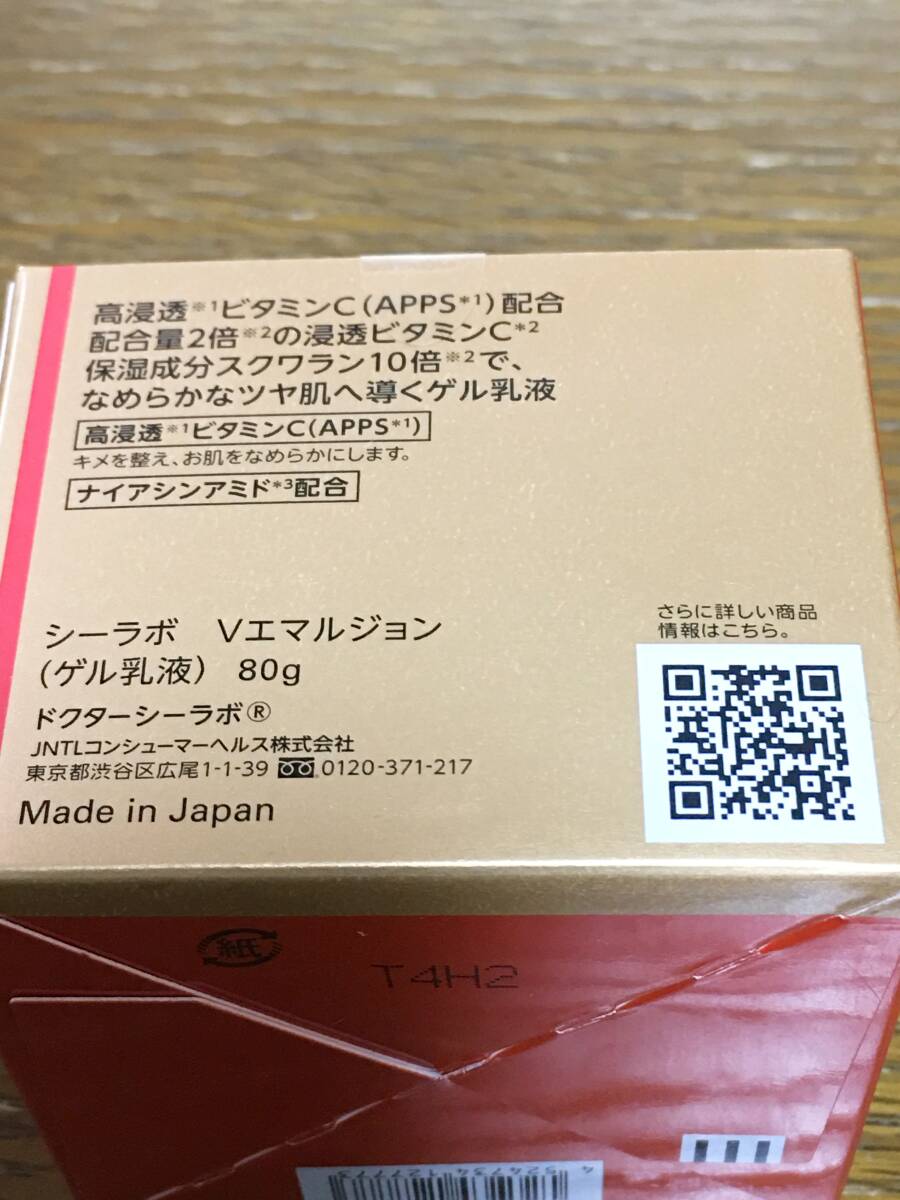 高浸透※1ビタミンC(APPS*1)配合
配合量2倍※2の浸透ビタミンC*2
保湿成分スクワラン10倍※2で、
なめらかなツヤ肌へ導くゲル乳液
高浸透※1ビタミンC(APPS*1)
キメを整え、お肌をなめらかにします。
ナイアシンアミド*3配合
さらに詳しい商品
情報はこちら。
シーラボ Vエマルジョン
(ゲル乳液) 80g
ドクターシーラボ®
JNTLコンシューマーヘルス株式会社
東京都渋谷区広尾1-1-39 0120-371-217
Made in Japan
紙
T4H2
4524734127773